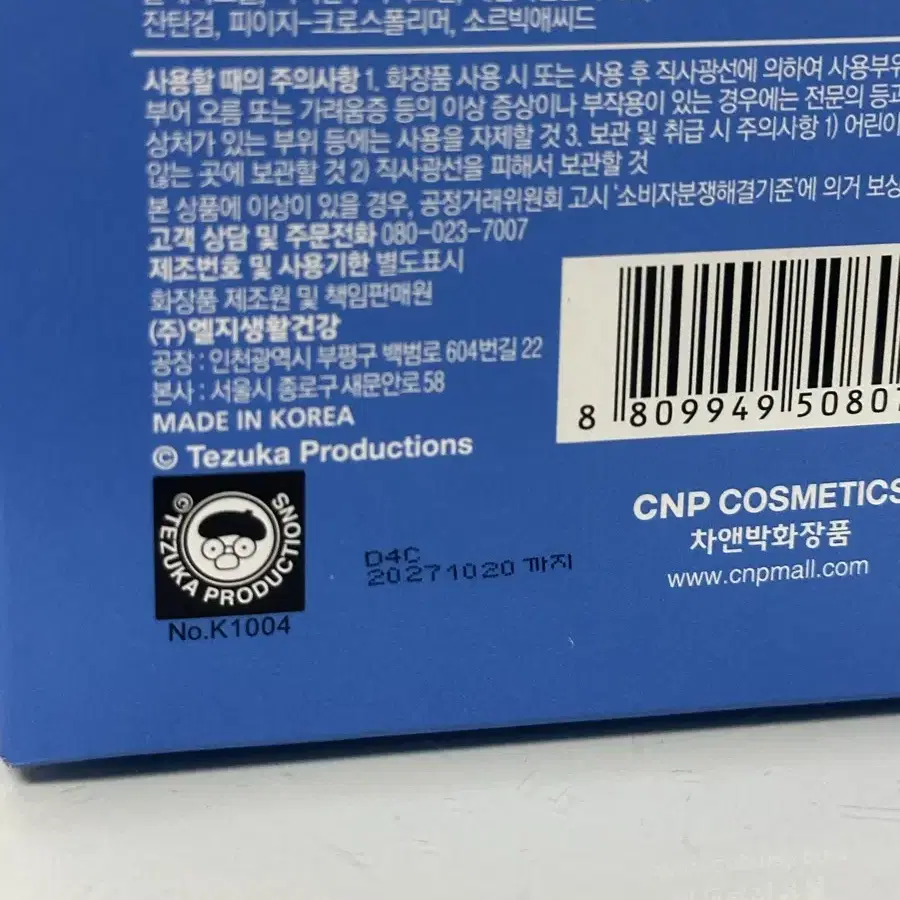 잔탄검, 피이지-크로스폴리머, 소르빅애씨드
사용할 때의 주의사항 1. 화장품 사용 시 또는 사용 후 직사광선에 의하여 사용부위
부어 오름 또는 가려움증 등의 이상 증상이나 부작용이 있는 경우에는 전문의 등과
상처가 있는 부위 등에는 사용을 자제할 것 3. 보관 및 취급 시 주의사항 1) 어린이
않는 곳에 보관할 것 2) 직사광선을 피해서 보관할 것
본 상품에 이상이 있을 경우, 공정거래위원회 고시 '소비자분쟁해결기준'에 의거 보상
고객 상담 및 주문전화 080-023-7007
제조번호 및 사용기한 별도표시
화장품 제조원 및 책임판매원
(주)엘지생활건강
공장 : 인천광역시 부평구 백범로 604번길 22
본사 : 서울시 종로구 새문안로 58
MADE IN KOREA
© Tezuka Productions
8 809949 50807
© TEZUKA PRODUCTIONS
No.K1004
D4C
20271020 까지
CNP COSMETICS
차앤박화장품
www.cnpmall.com